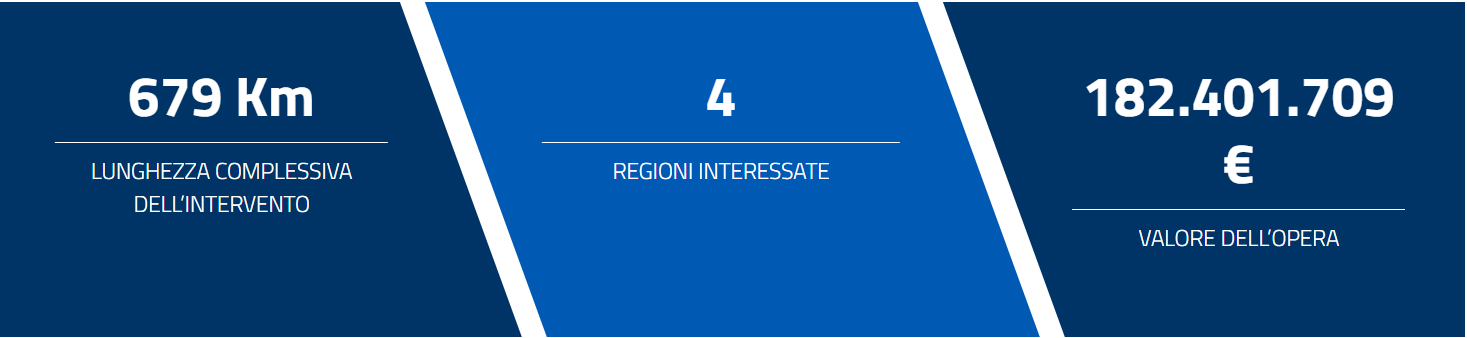 679 Km
LUNGHEZZA COMPLESSIVA
DELL'INTERVENTO
4
REGIONI INTERESSATE
182.401.709
€
VALORE DELL'OPERA